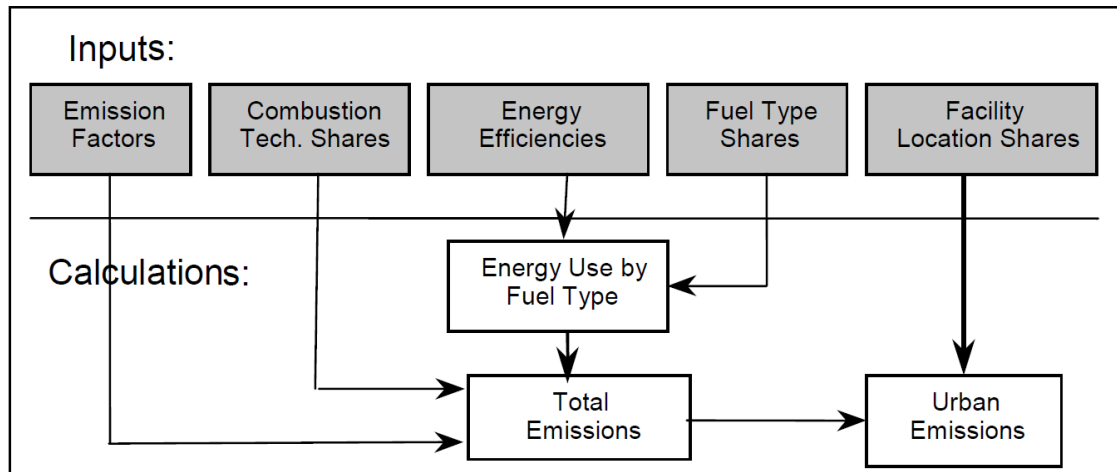 Inputs:
Emission
Factors
Combustion
Tech. Shares
Energy
Efficiencies
Fuel Type
Shares
Facility
Location Shares
Calculations:
Energy Use by
Fuel Type
Total
Emissions
Urban
Emissions